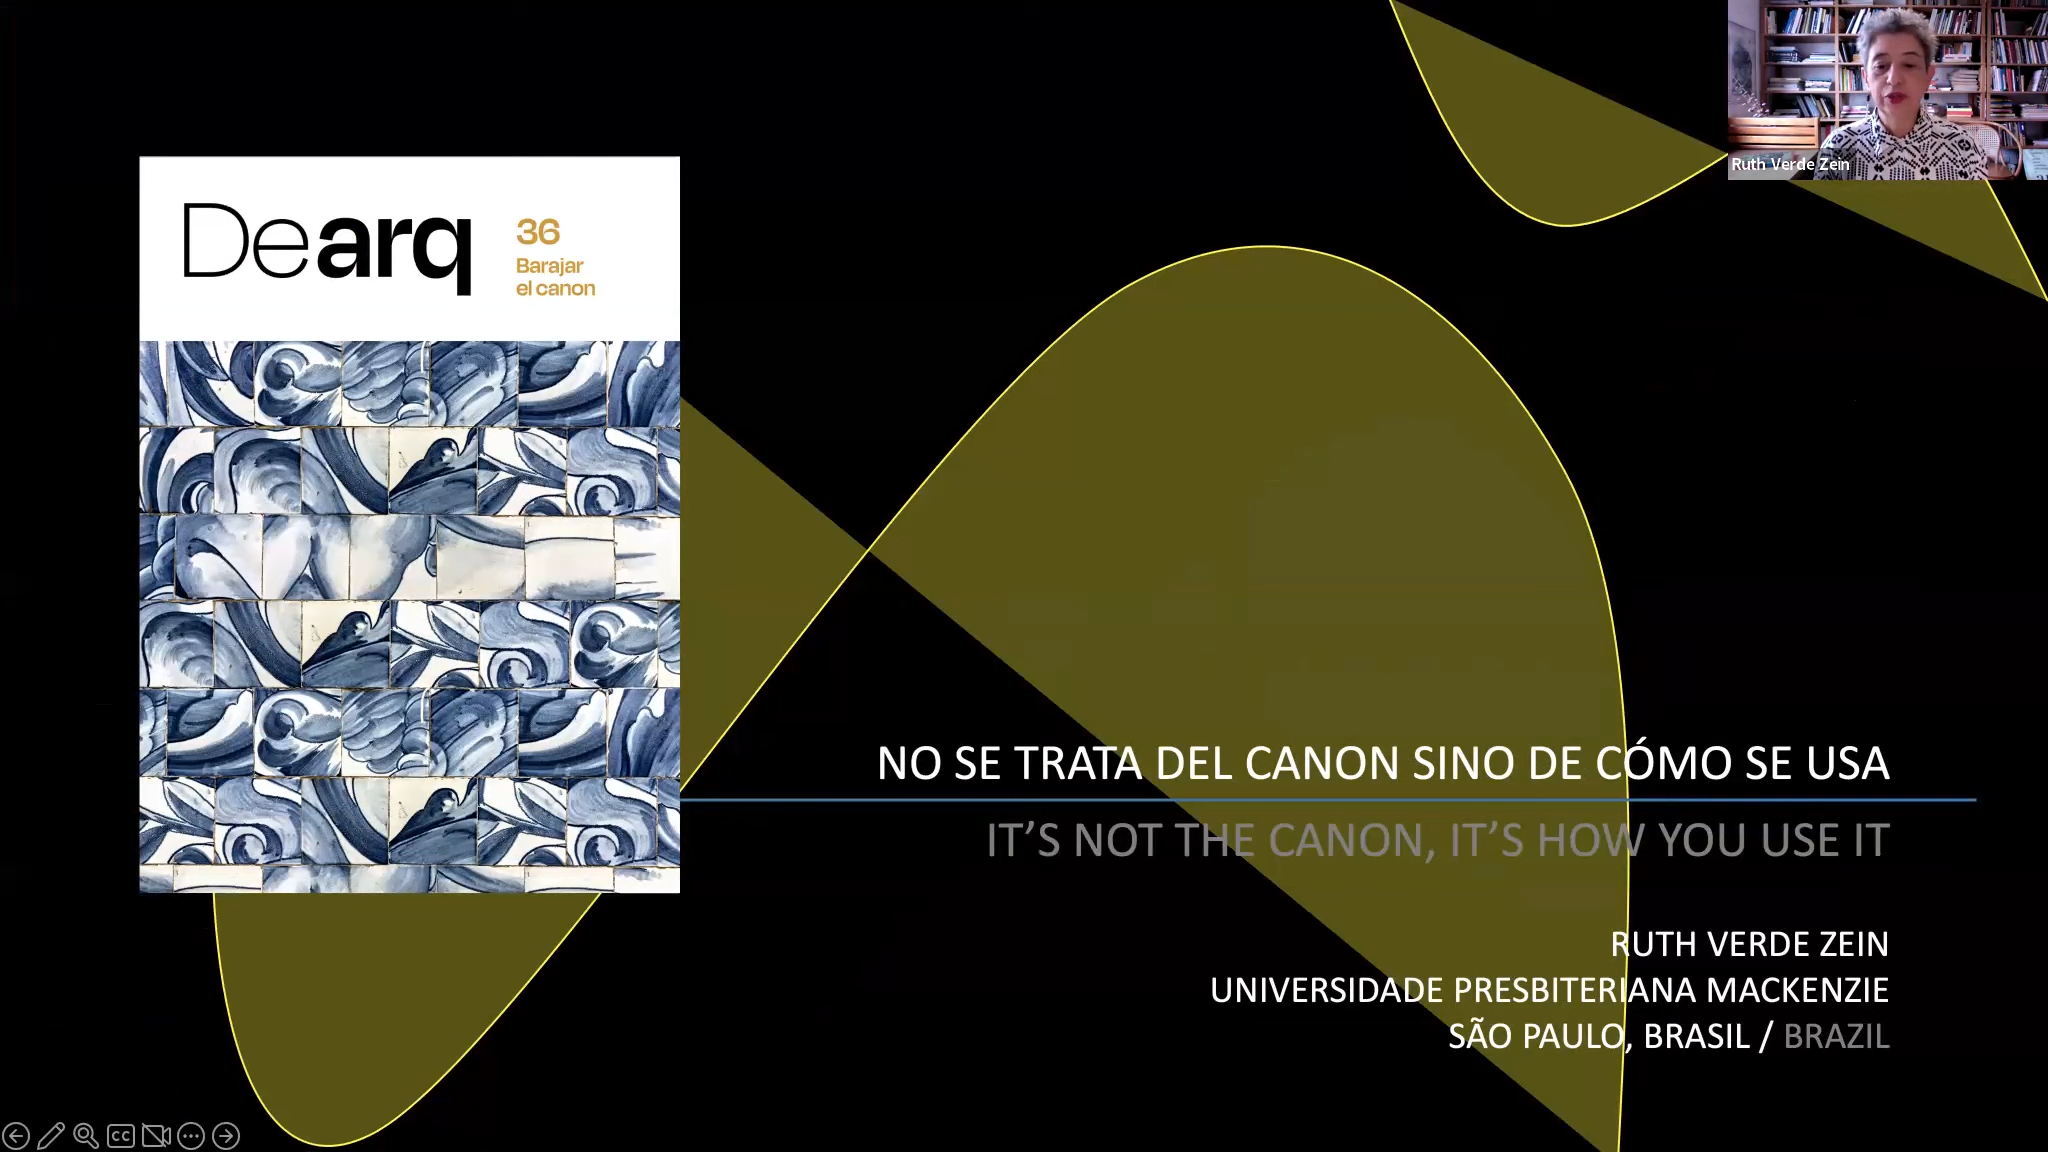 Ruth Verde Zein
Dearq
36
Barajar
el canon
NO SE TRATA DEL CANON SINO DE CÓMO SE USA
IT’S NOT THE CANON, IT’S HOW YOU USE IT
RUTH VERDE ZEIN
UNIVERSIDADE PRESBITERIANA MACKENZIE
SÃO PAULO, BRASIL / BRAZIL
CC